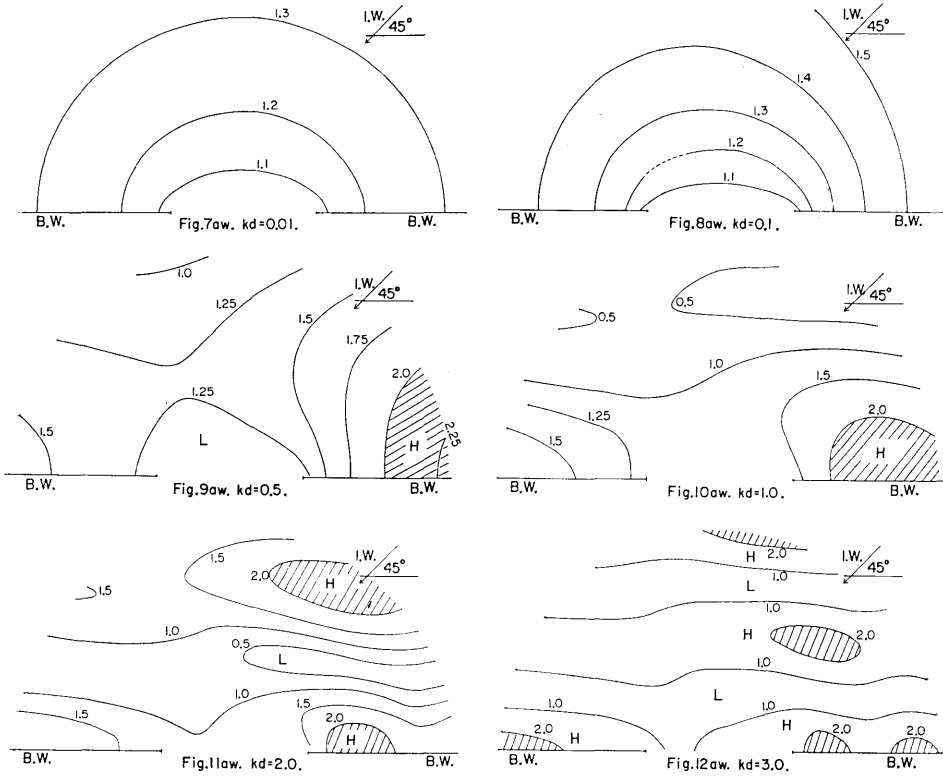 1.3
I.W.
45°
1.2
1.1
B.W.
B.W.
Fig.7aw. kd=0.01.
I.W.
45°
1.5
1.4
1.3
1.2
1.1
B.W.
B.W.
Fig.8aw. kd=0.1.
1.0
1.25
I.W.
45°
1.5
1.75
2.0
1.25
2.25
1.5
L
H
B.W.
B.W.
Fig.9aw. kd=0.5.
I.W.
45°
0.5
0.5
1.0
1.5
2.0
1.25
1.5
H
B.W.
B.W.
Fig.10aw. kd=1.0.
1.5
I.W.
45°
2.0
H
1.5
1.0
0.5
L
1.0
1.5
2.0
1.5
H
B.W.
B.W.
Fig.11aw. kd=2.0.
2.0
H
I.W.
45°
1.0
L
1.0
H
2.0
1.0
L
1.0
1.0
H
2.0
2.0
2.0
H
B.W.
B.W.
Fig.12aw. kd=3.0.